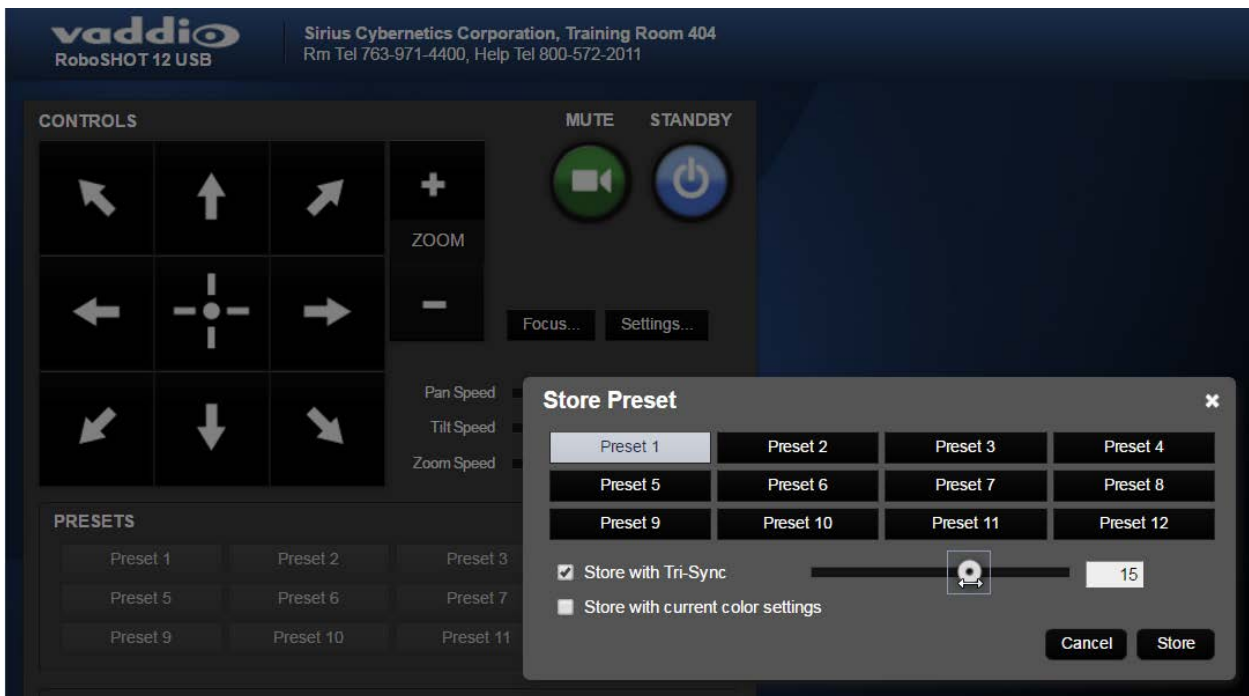 vaddio
RoboSHOT 12 USB
Sirius Cybernetics Corporation, Training Room 404
Rm Tel 763-971-4400, Help Tel 800-572-2011
CONTROLS
MUTE STANDBY
+
ZOOM
-
Focus... Settings...
Pan Speed
Tilt Speed
Zoom Speed
PRESETS
Preset 1 Preset 2 Preset 3
Preset 5 Preset 6 Preset 7
Preset 9 Preset 10 Preset 11
Store Preset
Preset 1 Preset 2 Preset 3 Preset 4
Preset 5 Preset 6 Preset 7 Preset 8
Preset 9 Preset 10 Preset 11 Preset 12
Store with Tri-Sync 15
Store with current color settings
Cancel Store